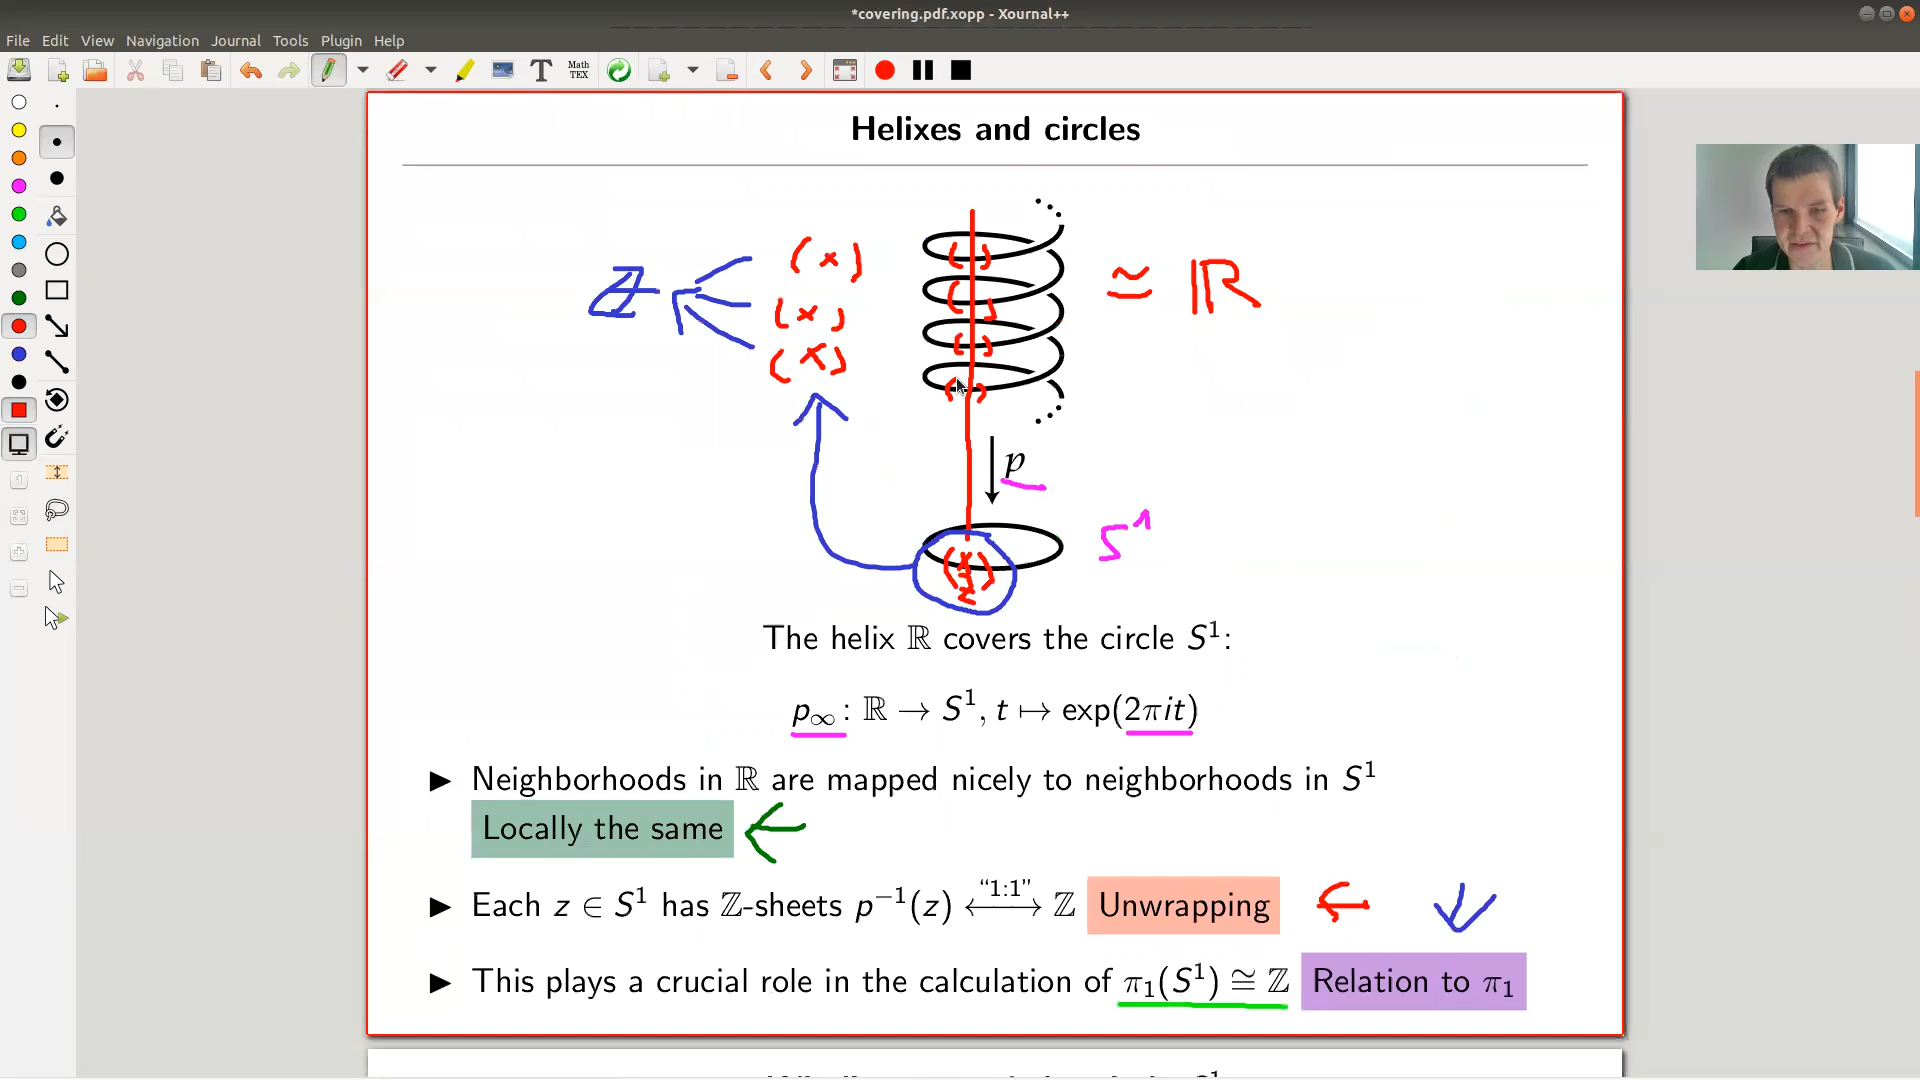 *covering.pdf.xopp - Xournal++
File Edit View Navigation Journal Tools Plugin Help
Math
TEX
Helixes and circles
ℤ
(×)
(×)
(×)
≃ ℝ
p
S¹
z
The helix ℝ covers the circle S¹:
p∞: ℝ → S¹, t ↦ exp(2πit)
▶ Neighborhoods in ℝ are mapped nicely to neighborhoods in S¹
Locally the same
▶ Each z ∈ S¹ has ℤ-sheets p⁻¹(z) ⟷ “1:1” ℤ Unwrapping
▶ This plays a crucial role in the calculation of π₁(S¹) ≅ ℤ Relation to π₁